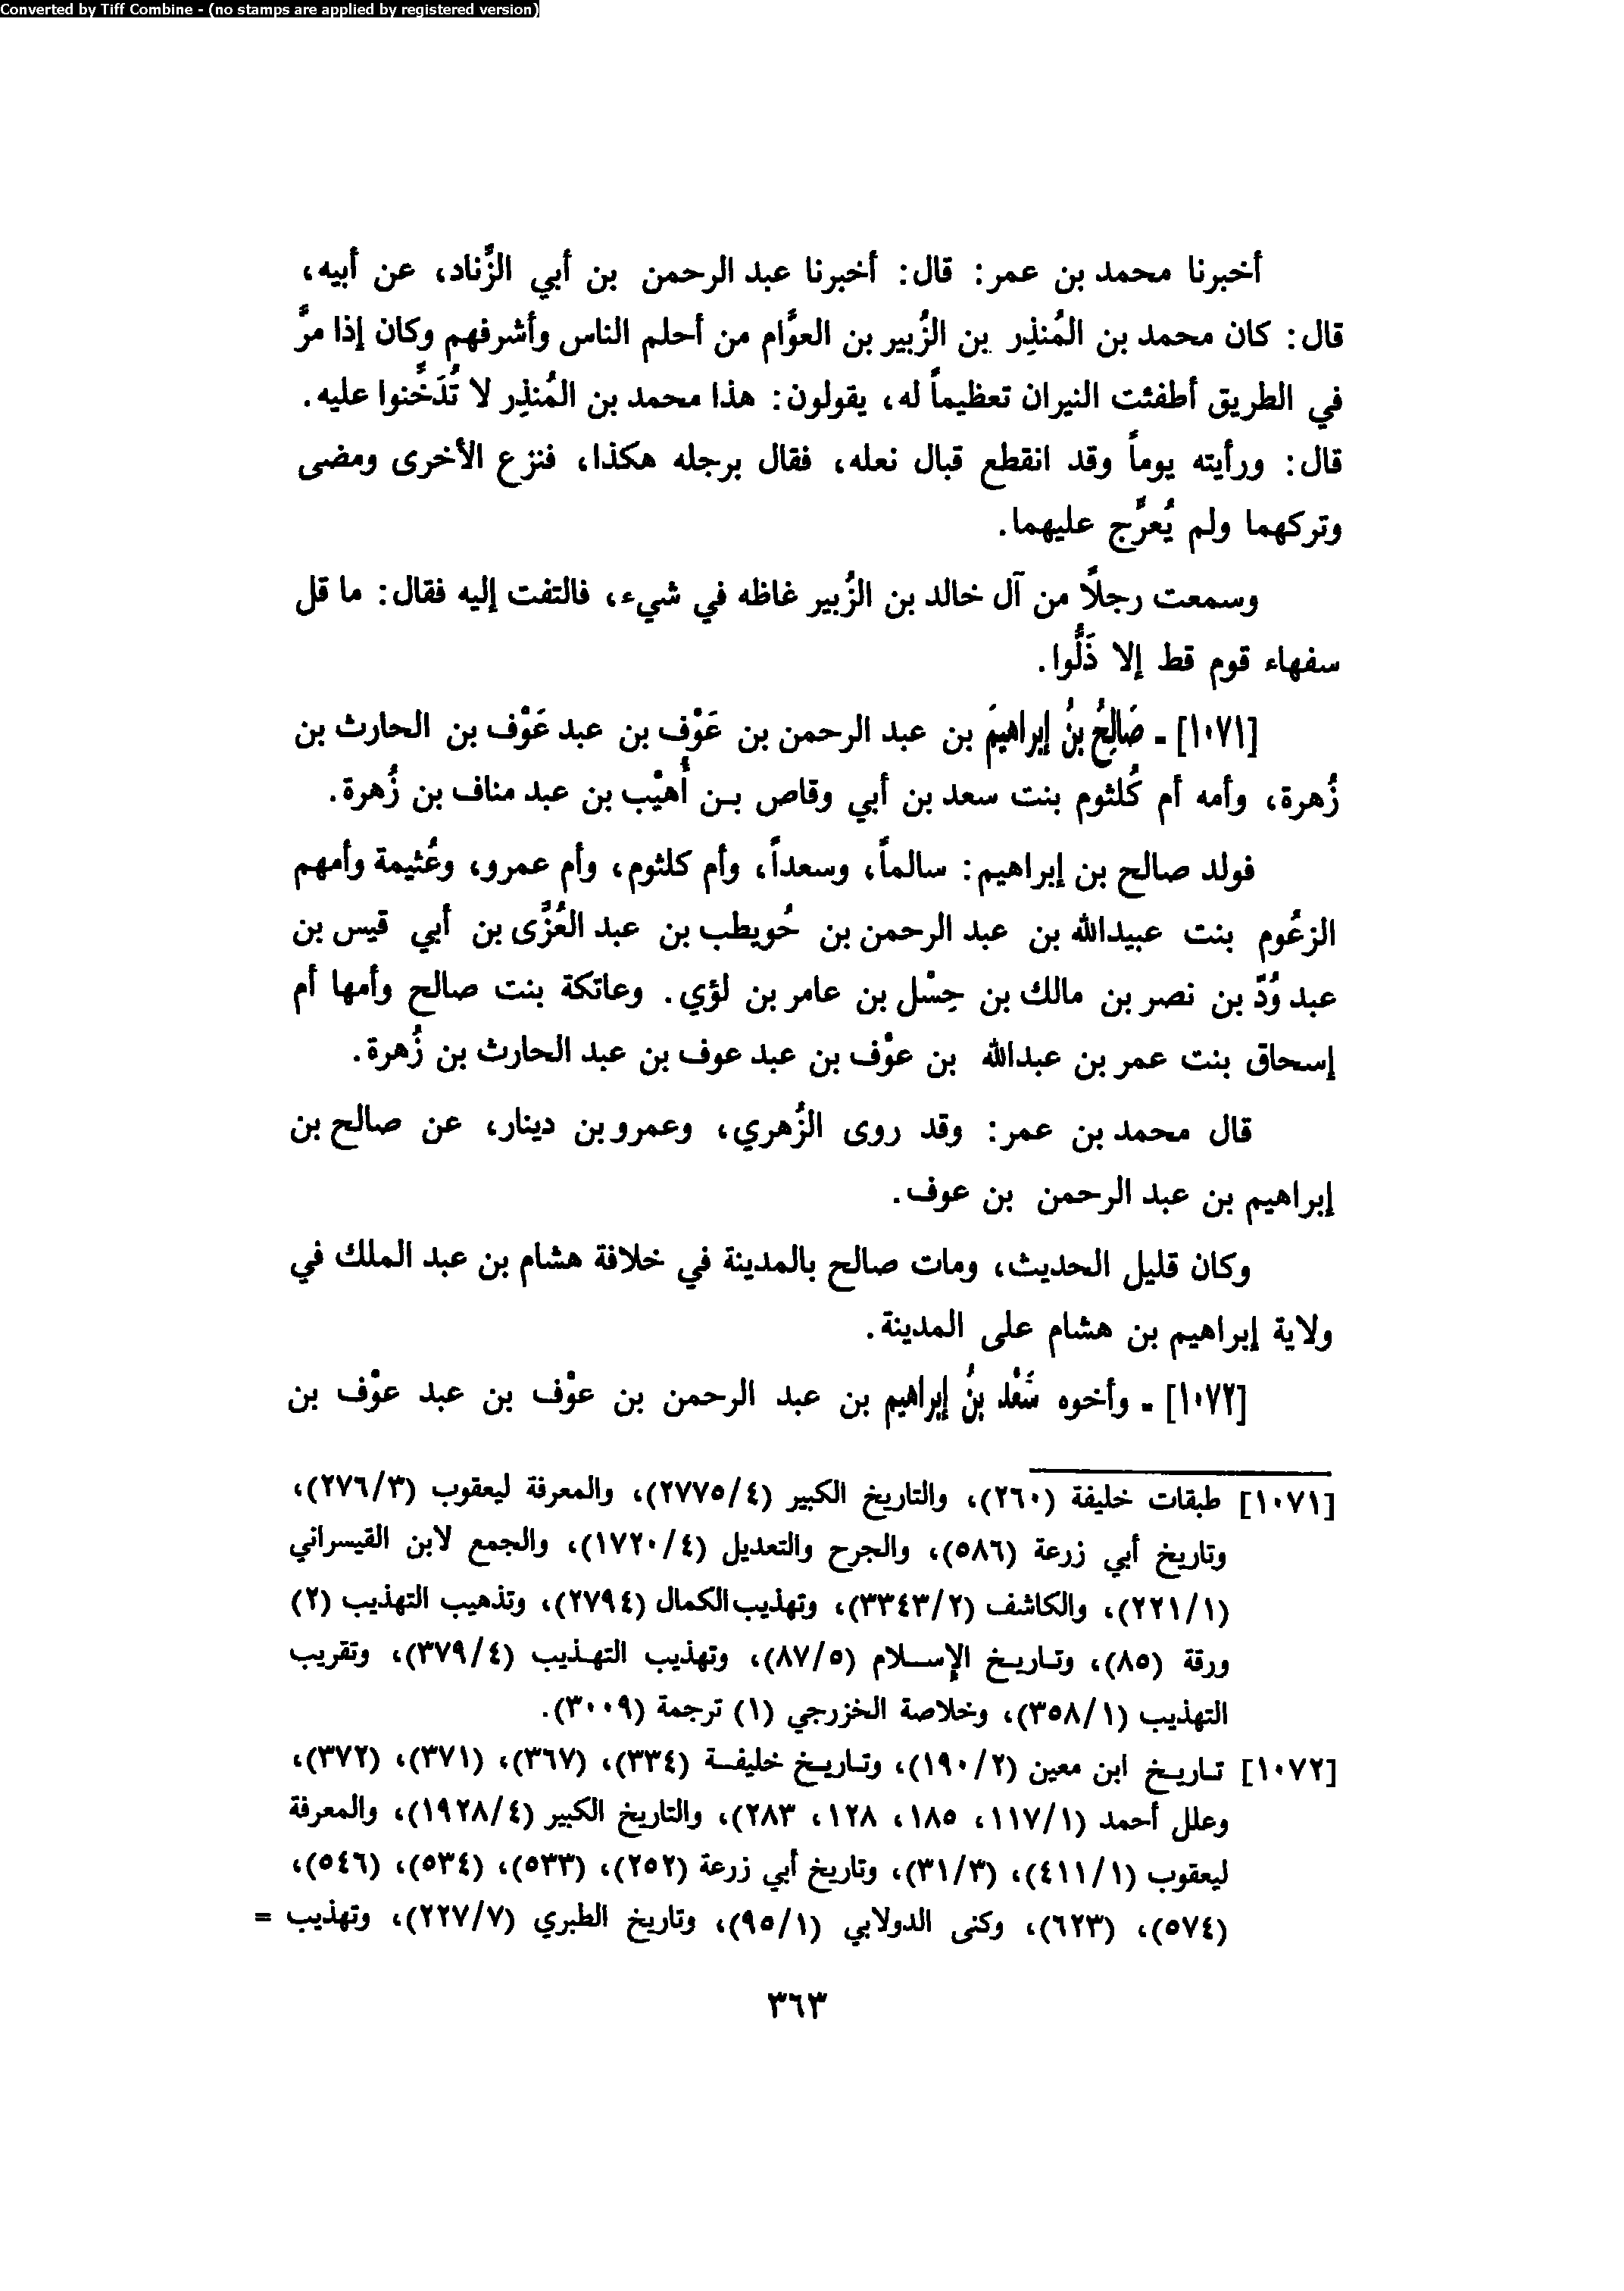 Converted by Tiff Combine - (no stamps are applied by registered version)
أخبرنا محمد بن عمر: قال: أخبرنا عبد الرحمن بن أبي الزُّناد، عن أبيه،
قال: كان محمد بن المُنذِر بن الزُبير بن العوَّام من أحلم الناس وأشرفهم وكان إذا مرَّ
في الطريق أطفئت النيران تعظيماً له، يقولون: هذا محمد بن المُنذِر لا تُدَخِّنوا عليه.
قال: ورأيته يوماً وقد انقطع قبال نعله، فقال برجله هكذا، فنزع الأخرى ومضى
وتركهما ولم يُعرِّج عليهما.
وسمعت رجلًا من آل خالد بن الزُبير غاظه في شيء، فالتفت إليه فقال: ما قل
سفهاء قوم قط إلا ذَلُّوا.
[١٠٧١] - صَالِحُ بنُ إبراهيمَ بن عبد الرحمن بن عَوْف بن عبد عَوْف بن الحارث بن
زُهرة، وأمه أم كُلثوم بنت سعد بن أبي وقاص بن أُهيْب بن عبد مناف بن زُهرة.
فولد صالح بن إبراهيم: سالماً، وسعداً، وأم كلثوم، وأم عمرو، وعُثيمة وأمهم
الزعُوم بنت عبيدالله بن عبد الرحمن بن حُويطب بن عبد العُزَّى بن أبي قيس بن
عبد وُدّ بن نصر بن مالك بن حِسْل بن عامر بن لؤي. وعاتكة بنت صالح وأمها أم
إسحاق بنت عمر بن عبدالله بن عوْف بن عبد عوف بن عبد الحارث بن زُهرة.
قال محمد بن عمر: وقد روى الزُهري، وعمرو بن دينار، عن صالح بن
إبراهيم بن عبد الرحمن بن عوف.
وكان قليل الحديث، ومات صالح بالمدينة في خلافة هشام بن عبد الملك في
ولاية إبراهيم بن هشام على المدينة.
[١٠٧٢] - وأخوه سَعْد بنُ إبراهيم بن عبد الرحمن بن عوْف بن عبد عوْف بن
[١٠٧١] طبقات خليفة (٢٦٠)، والتاريخ الكبير (٢٧٧٥/٤)، والمعرفة ليعقوب (٢٧٦/٣)،
وتاريخ أبي زرعة (٥٨٦)، والجرح والتعديل (١٧٢٠/٤)، والجمع لابن القيسراني
(٢٢١/١)، والكاشف (٣٣٤٣/٢)، وتهذيب الكمال (٢٧٩٤)، وتذهيب التهذيب (٢)
ورقة (٨٥)، وتاريخ الإسلام (٨٧/٥)، وتهذيب التهذيب (٣٧٩/٤)، وتقريب
التهذيب (٣٥٨/١)، وخلاصة الخزرجي (١) ترجمة (٣٠٠٩).
[١٠٧٢] تاريخ ابن معين (١٩٠/٢)، وتاريخ خليفة (٣٣٤)، (٣٦٧)، (٣٧١)، (٣٧٢)،
وعلل أحمد (١١٧/١، ١٨٥، ١٢٨، ٢٨٣)، والتاريخ الكبير (١٩٢٨/٤)، والمعرفة
ليعقوب (٤١١/١)، (٣١/٣)، وتاريخ أبي زرعة (٢٥٢)، (٥٣٣)، (٥٣٤)، (٥٤٦)،
(٥٧٤)، (٦٢٣)، وكنى الدولابي (٩٥/١)، وتاريخ الطبري (٢٢٧/٧)، وتهذيب =
٣٦٣